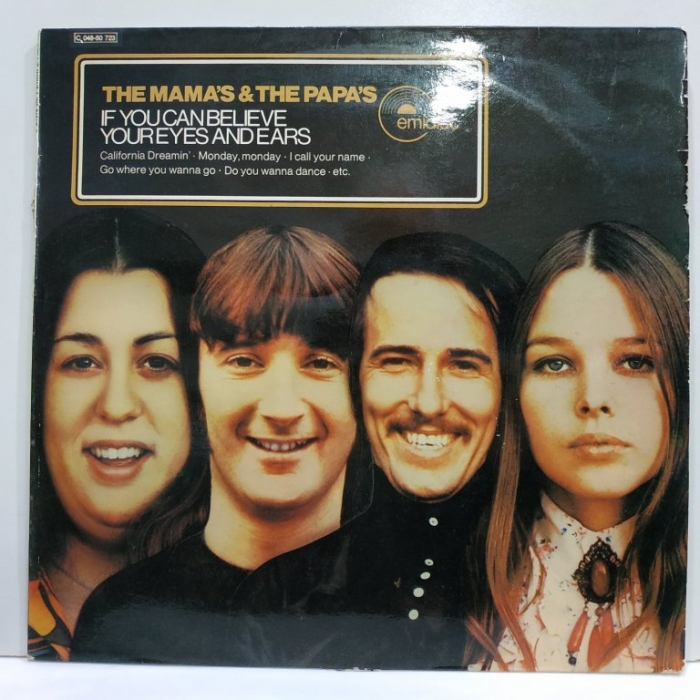 C 048-50 723
THE MAMA'S & THE PAPA'S
IF YOU CAN BELIEVE
YOUR EYES AND EARS
California Dreamin' · Monday, monday · I call your name ·
Go where you wanna go · Do you wanna dance · etc.